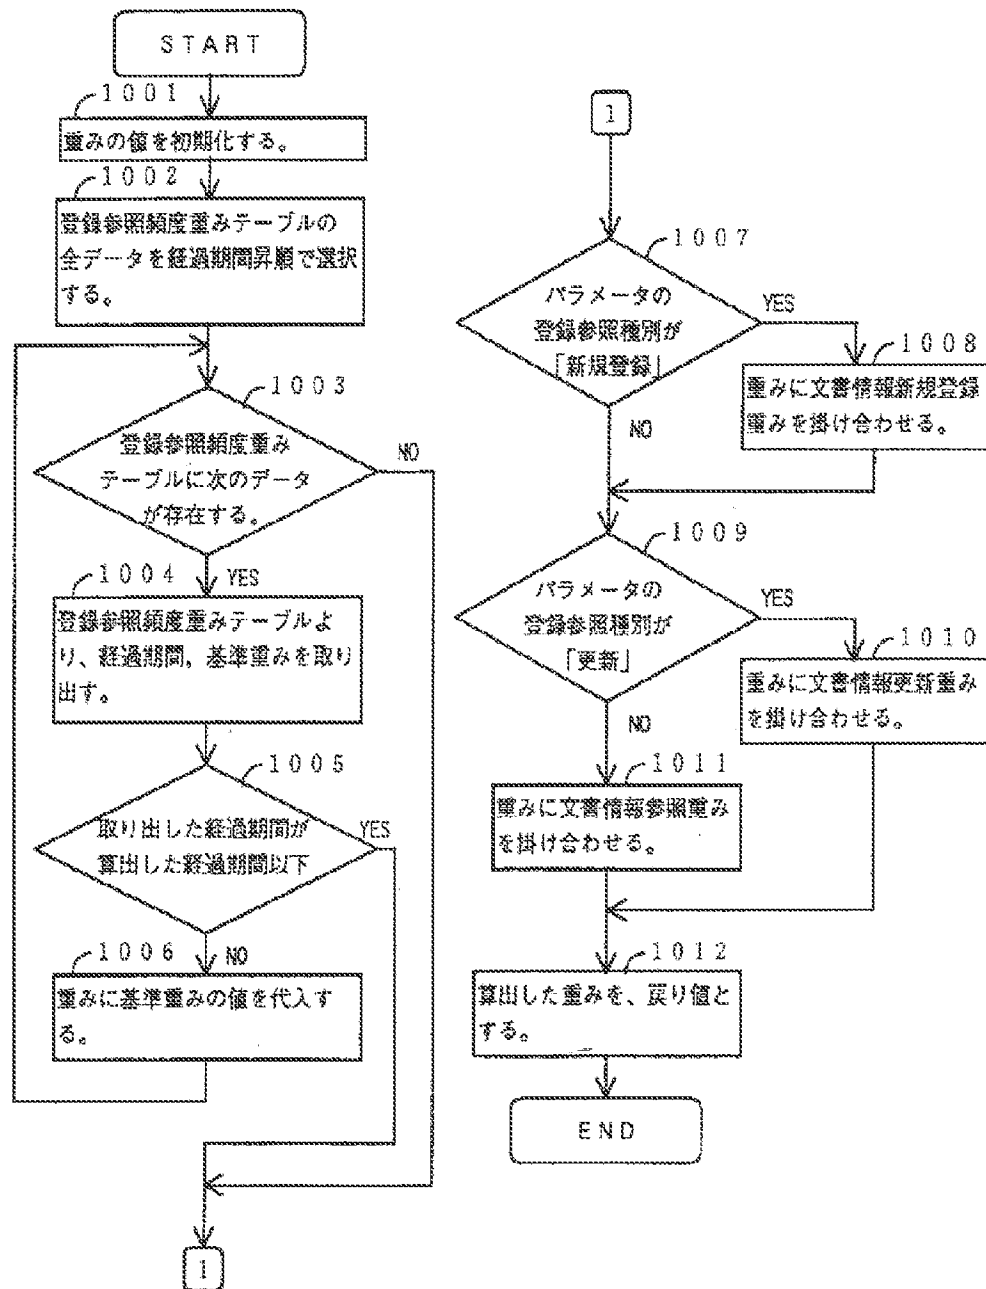 START
1001
重みの値を初期化する。
1002
登録参照頻度重みテーブルの
全データを経過期間昇順で選択
する。
1003
登録参照頻度重み
テーブルに次のデータ
が存在する。
NO
YES
1004
登録参照頻度重みテーブルよ
り、経過期間，基準重みを取り
出す。
1005
取り出した経過期間が
算出した経過期間以下
YES
NO
1006
重みに基準重みの値を代入す
る。
1
1
1007
パラメータの
登録参照種別が
「新規登録」
YES
NO
1008
重みに文書情報新規登録
重みを掛け合わせる。
1009
パラメータの
登録参照種別が
「更新」
YES
NO
1010
重みに文書情報更新重み
を掛け合わせる。
1011
重みに文書情報参照重み
を掛け合わせる。
1012
算出した重みを、戻り値と
する。
END